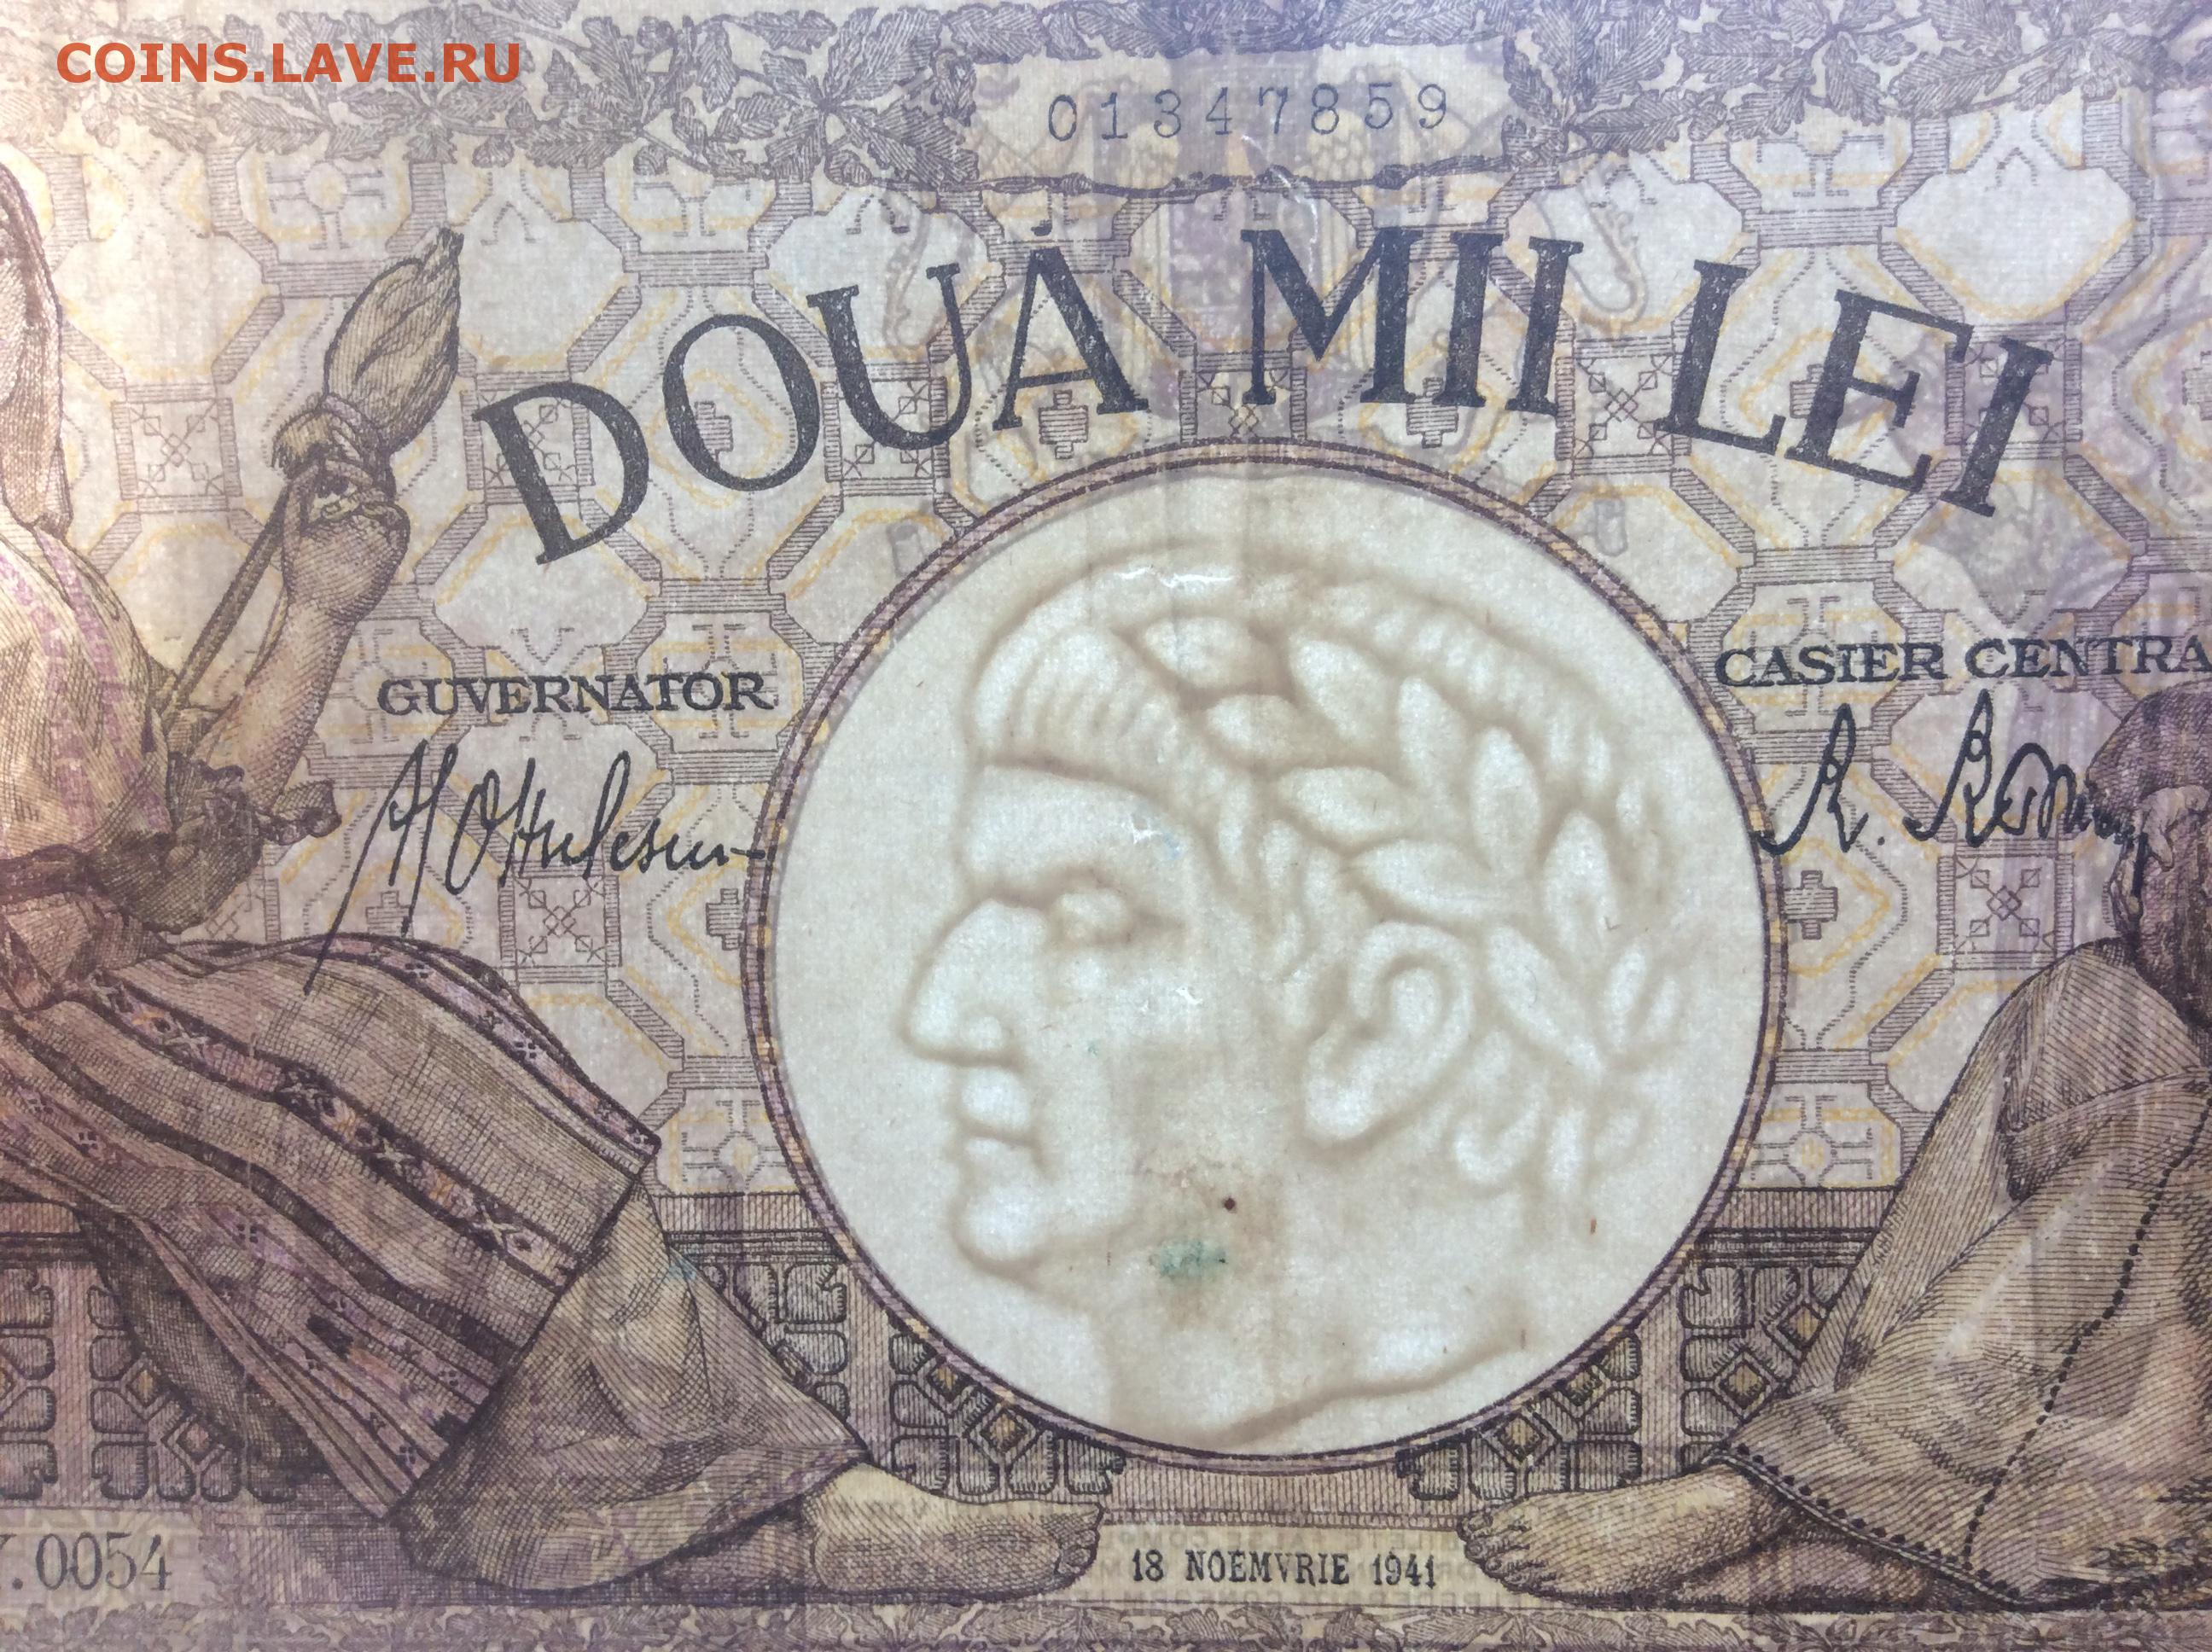 COINS.LAVE.RU
01347859
DOUĂ MII LEI
GUVERNATOR
CASIER CENTRA
.0054
18 NOEMVRIE 1941